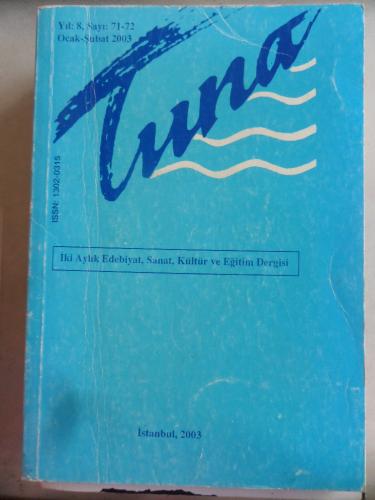 Yıl: 8, Sayı: 71-72
Ocak-Şubat 2003
Tuna
ISSN: 1302-0315
İki Aylık Edebiyat, Sanat, Kültür ve Eğitim Dergisi
İstanbul, 2003